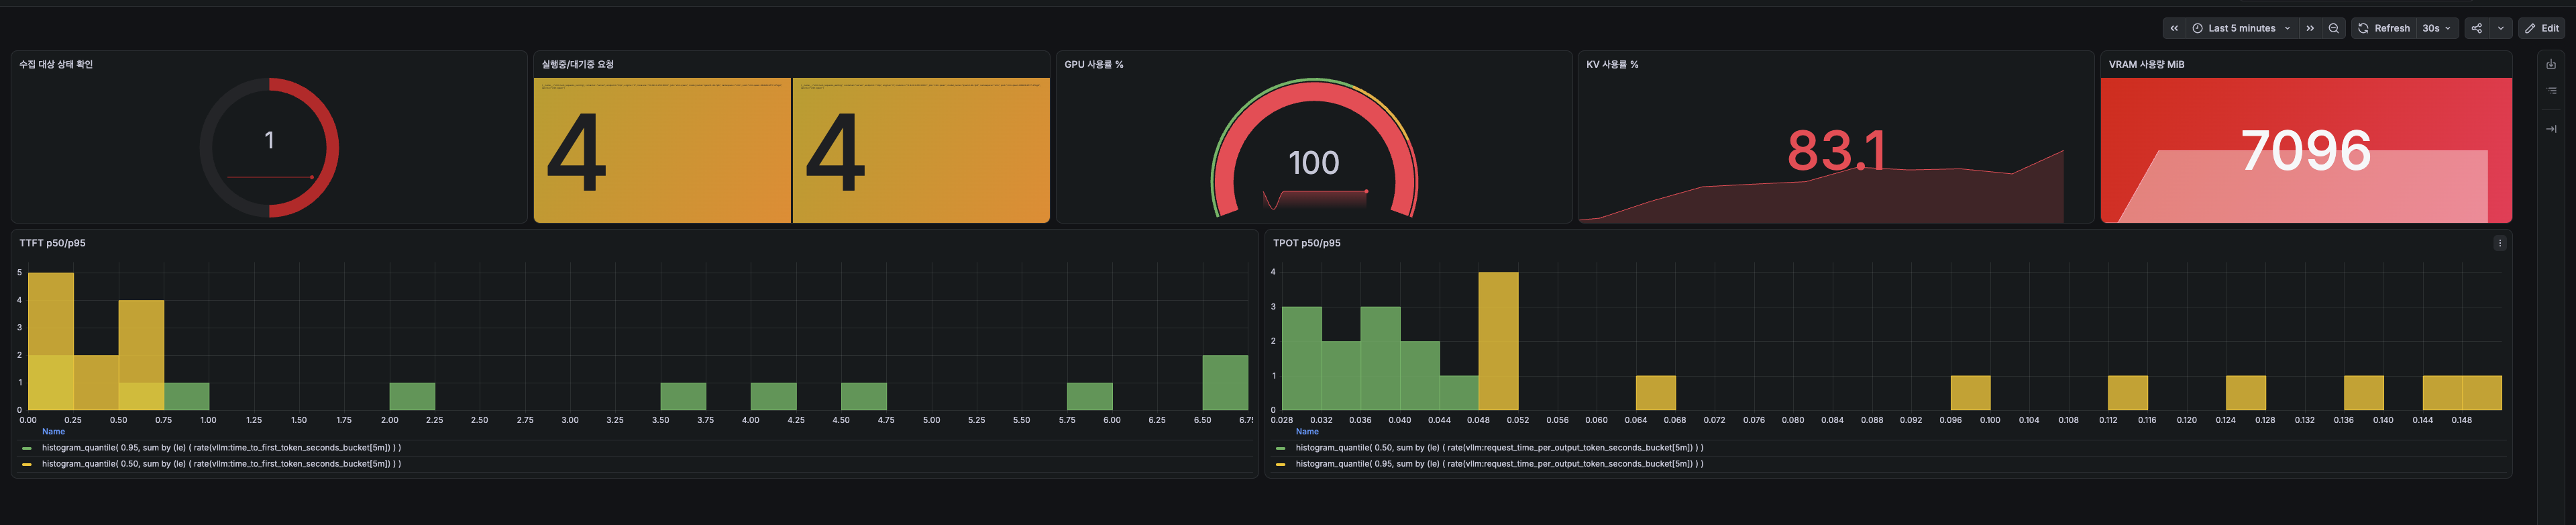 Last 5 minutes
Refresh
30s
Edit
수집 대상 상태 확인
1
실행중/대기중 요청
4
4
GPU 사용률 %
100
KV 사용률 %
83.1
VRAM 사용량 MiB
7096
TTFT p50/p95
5
4
3
2
1
0
0.00 0.25 0.50 0.75 1.00 1.25 1.50 1.75 2.00 2.25 2.50 2.75 3.00 3.25 3.50 3.75 4.00 4.25 4.50 4.75 5.00 5.25 5.50 5.75 6.00 6.25 6.50 6.75
Name
histogram_quantile( 0.95, sum by (le) ( rate(vllm:time_to_first_token_seconds_bucket[5m]) ) )
histogram_quantile( 0.50, sum by (le) ( rate(vllm:time_to_first_token_seconds_bucket[5m]) ) )
TPOT p50/p95
4
3
2
1
0
0.028 0.032 0.036 0.040 0.044 0.048 0.052 0.056 0.060 0.064 0.068 0.072 0.076 0.080 0.084 0.088 0.092 0.096 0.100 0.104 0.108 0.112 0.116 0.120 0.124 0.128 0.132 0.136 0.140 0.144 0.148
Name
histogram_quantile( 0.50, sum by (le) ( rate(vllm:request_time_per_output_token_seconds_bucket[5m]) ) )
histogram_quantile( 0.95, sum by (le) ( rate(vllm:request_time_per_output_token_seconds_bucket[5m]) ) )